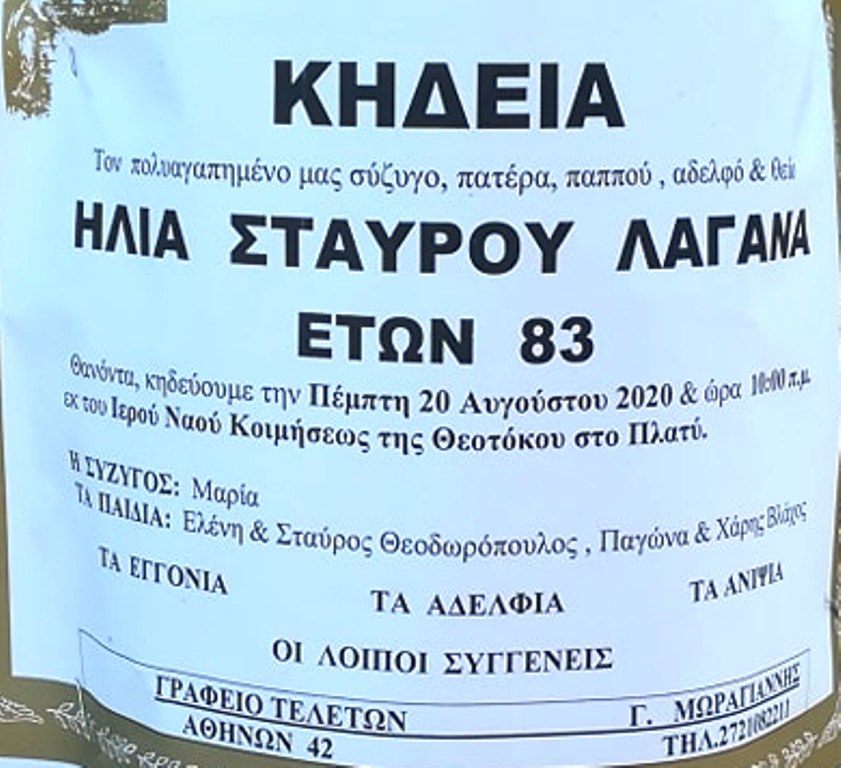 ΚΗΔΕΙΑ
Τον πολυαγαπημένο μας σύζυγο, πατέρα, παππού , αδελφό & θείο
ΗΛΙΑ ΣΤΑΥΡΟΥ ΛΑΓΑΝΑ
ΕΤΩΝ 83
Θανόντα, κηδεύουμε την Πέμπτη 20 Αυγούστου 2020 & ώρα 10:00 π.μ.
εκ του Ιερού Ναού Κοιμήσεως της Θεοτόκου στο Πλατύ.
Η ΣΥΖΥΓΟΣ: Μαρία
ΤΑ ΠΑΙΔΙΑ: Ελένη & Σταύρος Θεοδωρόπουλος , Παγώνα & Χάρης Βλάχος
ΤΑ ΕΓΓΟΝΙΑ ΤΑ ΑΔΕΛΦΙΑ ΤΑ ΑΝΙΨΙΑ
ΟΙ ΛΟΙΠΟΙ ΣΥΓΓΕΝΕΙΣ
ΓΡΑΦΕΙΟ ΤΕΛΕΤΩΝ Γ. ΜΩΡΑΓΙΑΝΝΗΣ
ΑΘΗΝΩΝ 42 ΤΗΛ.2721082211